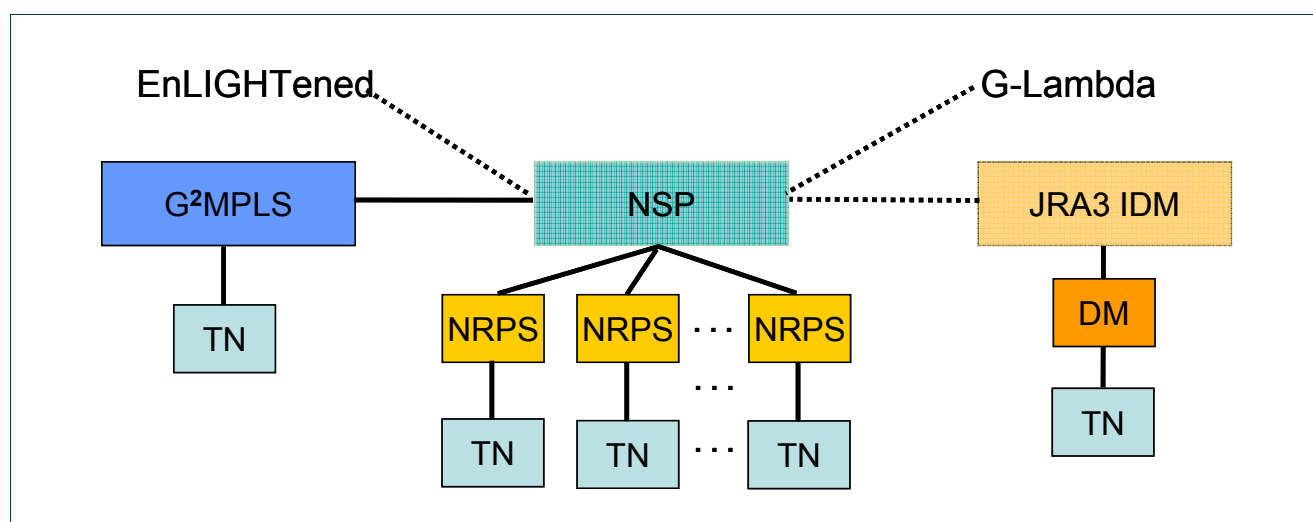 EnLIGHTened
G-Lambda
G²MPLS
NSP
JRA3 IDM
TN
NRPS
NRPS
. . .
NRPS
DM
. . .
TN
TN
. . .
TN
TN